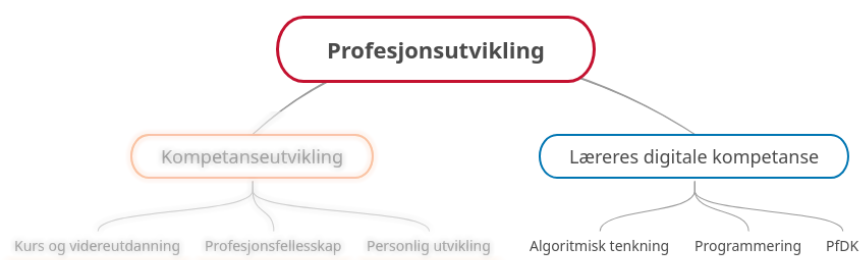 Profesjonsutvikling
Kompetanseutvikling
Læreres digitale kompetanse
Kurs og videreutdanning
Profesjonsfellesskap
Personlig utvikling
Algoritmisk tenkning
Programmering
PfDK